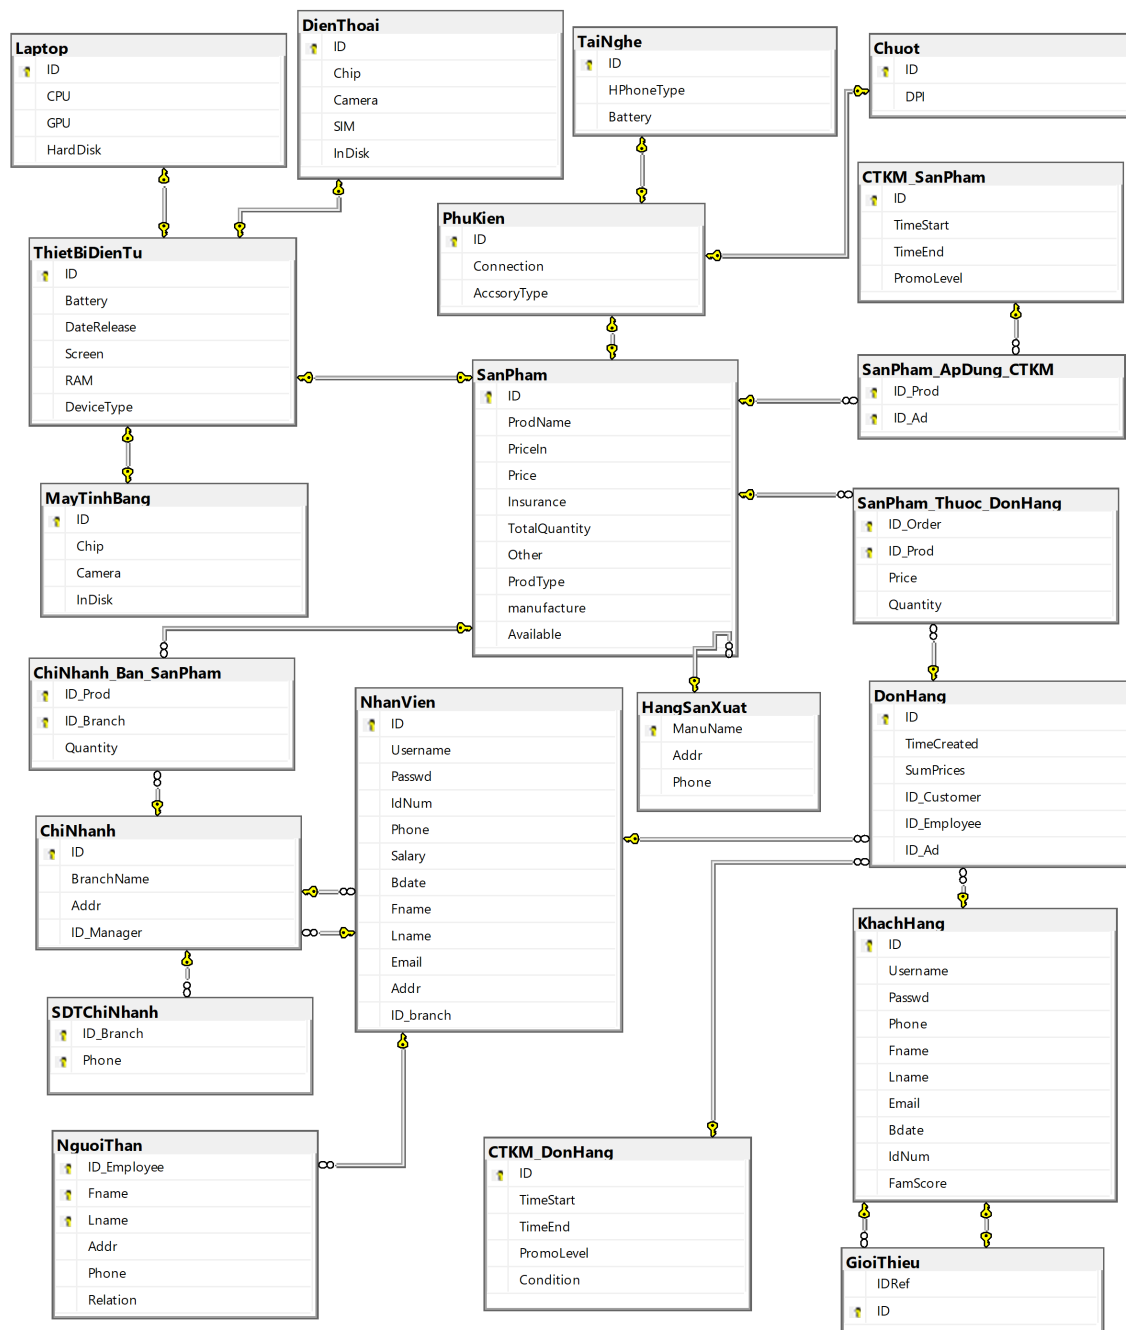 Laptop
ID
CPU
GPU
HardDisk
DienThoai
ID
Chip
Camera
SIM
InDisk
TaiNghe
ID
HPhoneType
Battery
Chuot
ID
DPI
CTKM_SanPham
ID
TimeStart
TimeEnd
PromoLevel
PhuKien
ID
Connection
AccsoryType
ThietBiDienTu
ID
Battery
DateRelease
Screen
RAM
DeviceType
SanPham
ID
ProdName
PriceIn
Price
Insurance
TotalQuantity
Other
ProdType
manufacture
Available
SanPham_ApDung_CTKM
ID_Prod
ID_Ad
MayTinhBang
ID
Chip
Camera
InDisk
SanPham_Thuoc_DonHang
ID_Order
ID_Prod
Price
Quantity
ChiNhanh_Ban_SanPham
ID_Prod
ID_Branch
Quantity
NhanVien
ID
Username
Passwd
IdNum
Phone
Salary
Bdate
Fname
Lname
Email
Addr
ID_branch
HangSanXuat
ManuName
Addr
Phone
DonHang
ID
TimeCreated
SumPrices
ID_Customer
ID_Employee
ID_Ad
ChiNhanh
ID
BranchName
Addr
ID_Manager
KhachHang
ID
Username
Passwd
Phone
Fname
Lname
Email
Bdate
IdNum
FamScore
SDTChiNhanh
ID_Branch
Phone
NguoiThan
ID_Employee
Fname
Lname
Addr
Phone
Relation
CTKM_DonHang
ID
TimeStart
TimeEnd
PromoLevel
Condition
GioiThieu
IDRef
ID